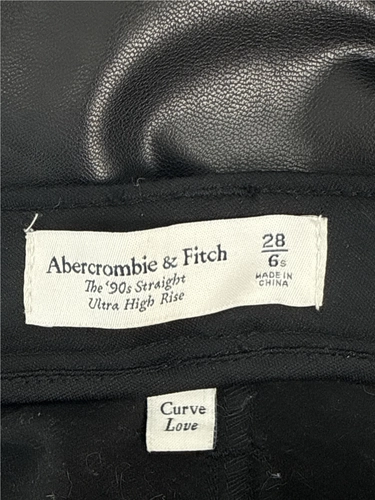 Abercrombie & Fitch
The '90s Straight
Ultra High Rise
28
6s
MADE IN
CHINA
Curve
Love